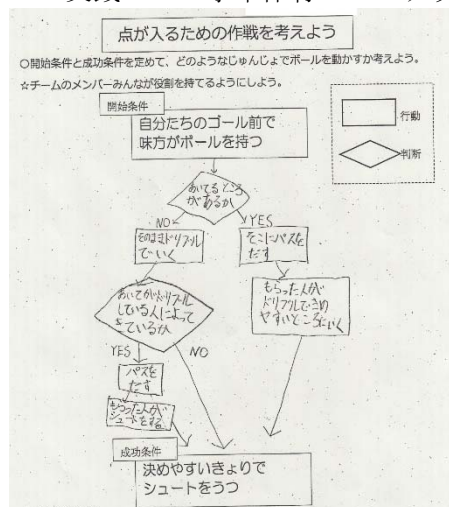 点が入るための作戦を考えよう
○開始条件と成功条件を定めて、どのようなじゅんじょでボールを動かすか考えよう。
☆チームのメンバーみんなが役割を持てるようにしよう。
開始条件
自分たちのゴール前で
味方がボールを持つ
行動
判断
あいてるところ
があるか
NO
YES
そのままドリブル
でいく
そこにパスを
だす
あいてがドリブル
している人によって
きているか
もらった人が
ドリブルできめ
やすいところにいく
YES
NO
パスを
だす
もらった人が
シュートをする
成功条件
決めやすいきょりで
シュートをうつ